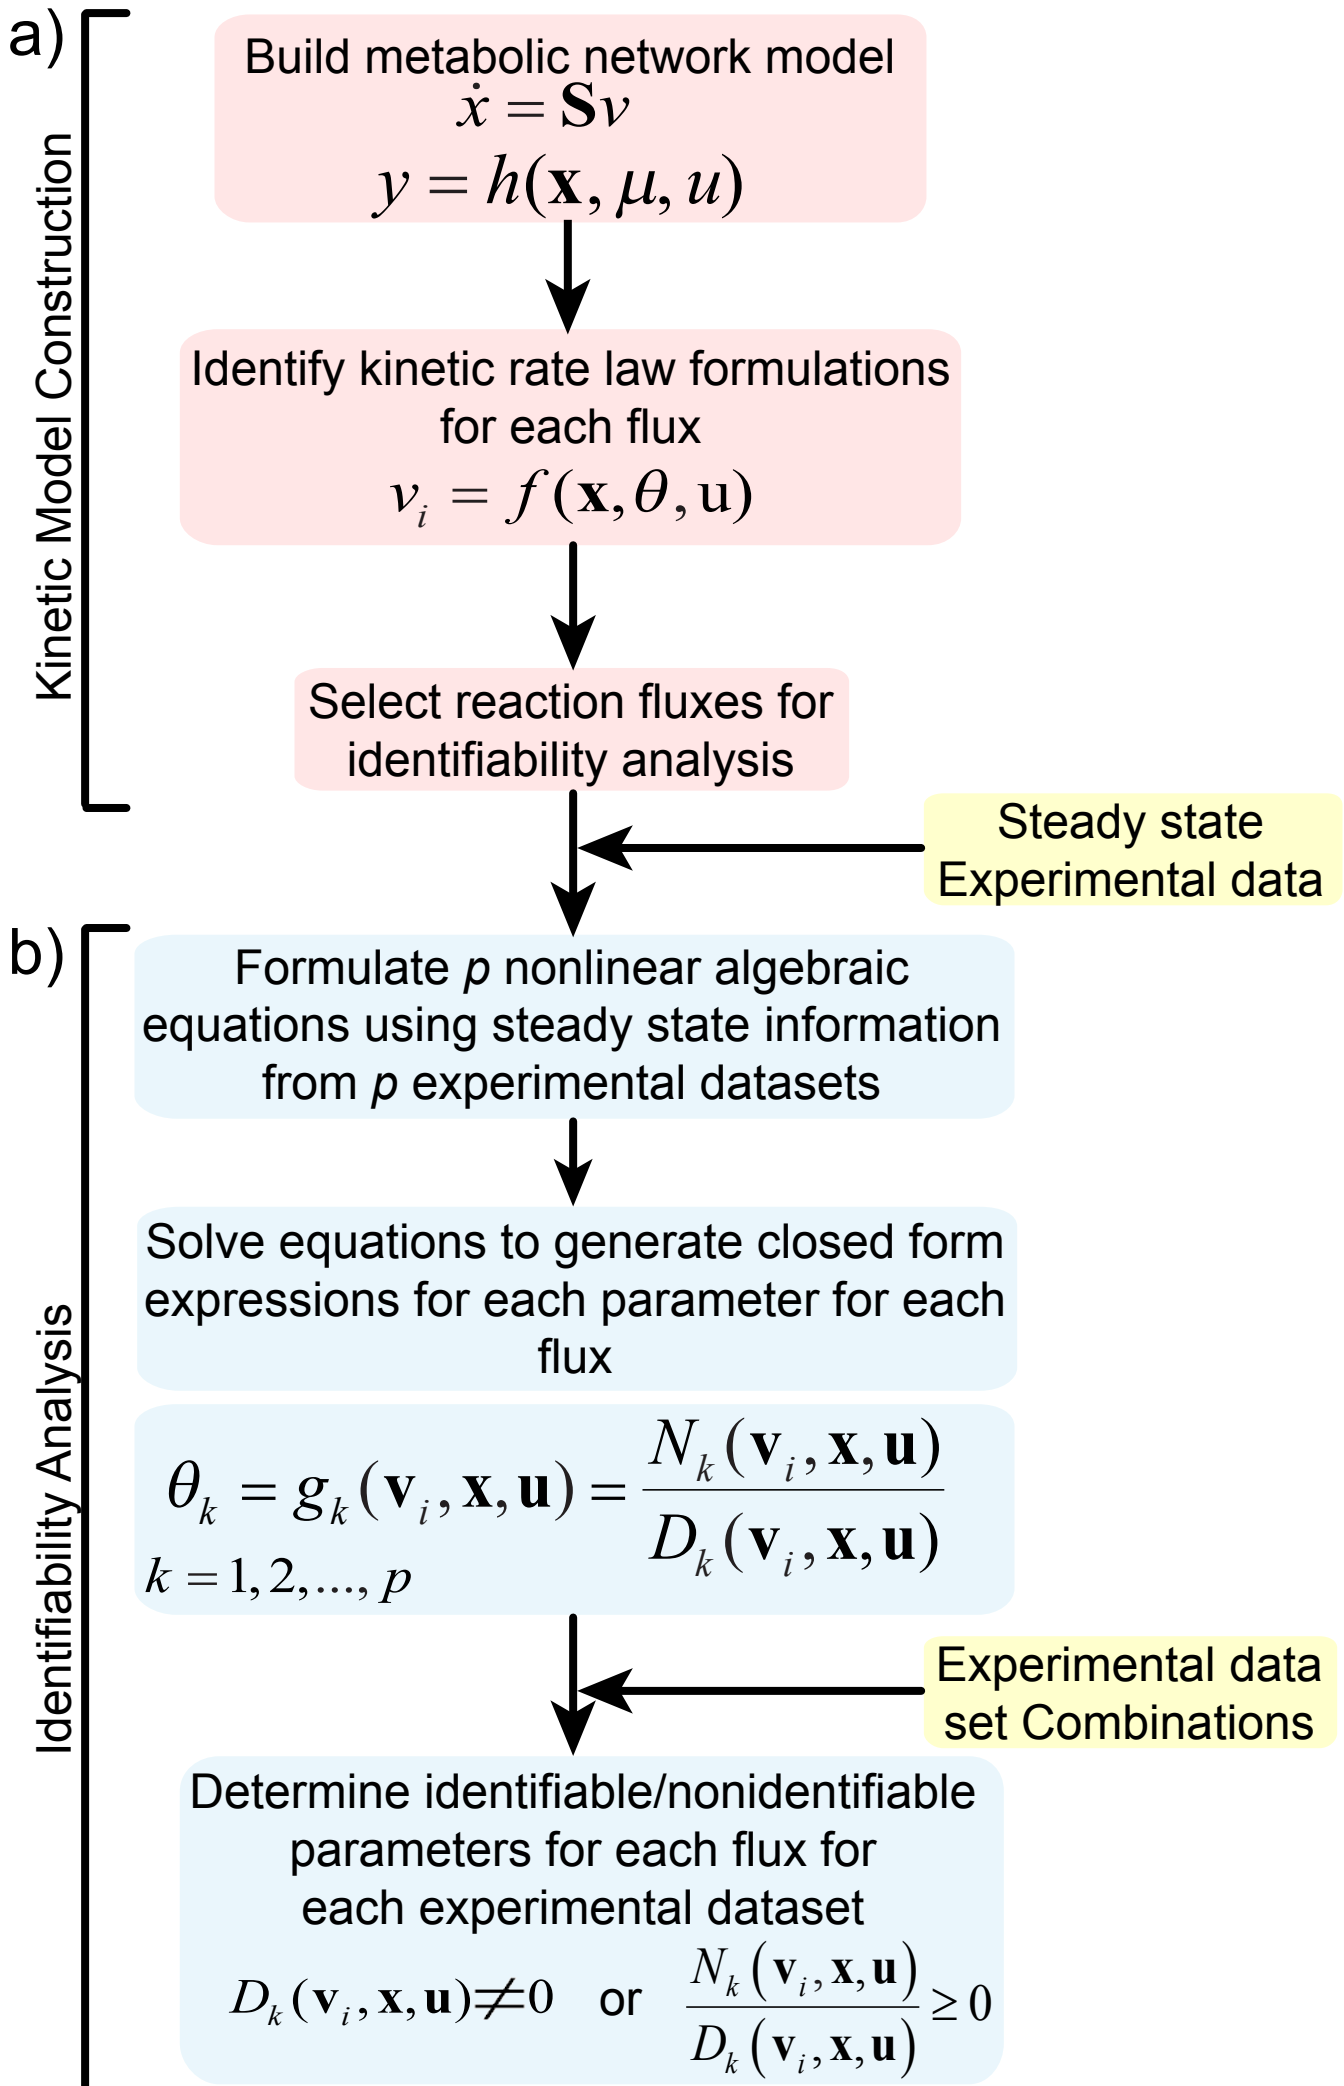 a)
Kinetic Model Construction
Build metabolic network model
ẋ = Sv
y = h(x, μ, u)
Identify kinetic rate law formulations
for each flux
v_i = f(x, θ, u)
Select reaction fluxes for
identifiability analysis
Steady state
Experimental data
b)
Identifiability Analysis
Formulate p nonlinear algebraic
equations using steady state information
from p experimental datasets
Solve equations to generate closed form
expressions for each parameter for each
flux
θ_k = g_k(v_i, x, u) = N_k(v_i, x, u) / D_k(v_i, x, u)
k = 1, 2, ..., p
Experimental data
set Combinations
Determine identifiable/nonidentifiable
parameters for each flux for
each experimental dataset
D_k(v_i, x, u) ≠ 0 or N_k(v_i, x, u) / D_k(v_i, x, u) ≥ 0